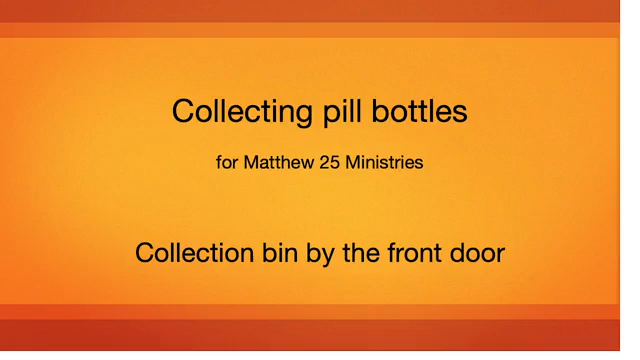 Collecting pill bottles
for Matthew 25 Ministries
Collection bin by the front door